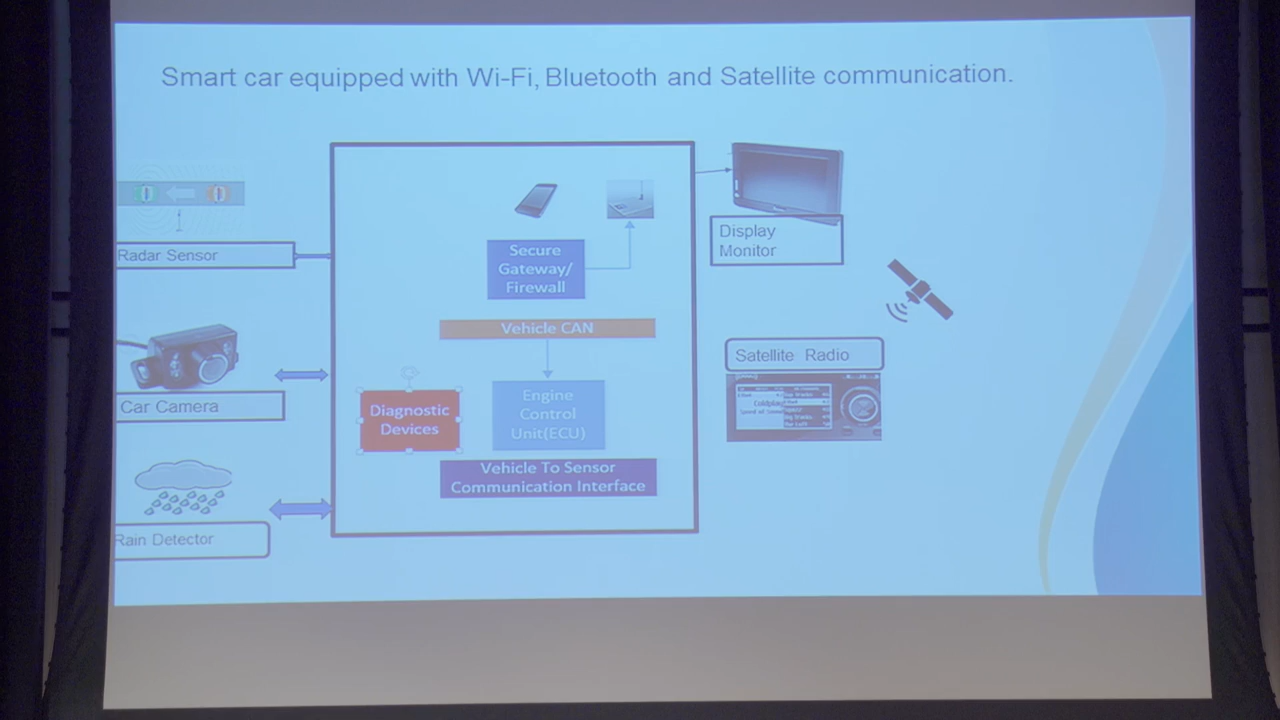 Smart car equipped with Wi-Fi, Bluetooth and Satellite communication.
Radar Sensor
Car Camera
Rain Detector
Secure
Gateway/
Firewall
Vehicle CAN
Diagnostic
Devices
Engine
Control
Unit(ECU)
Vehicle To Sensor
Communication Interface
Display
Monitor
Satellite Radio
Coldplay